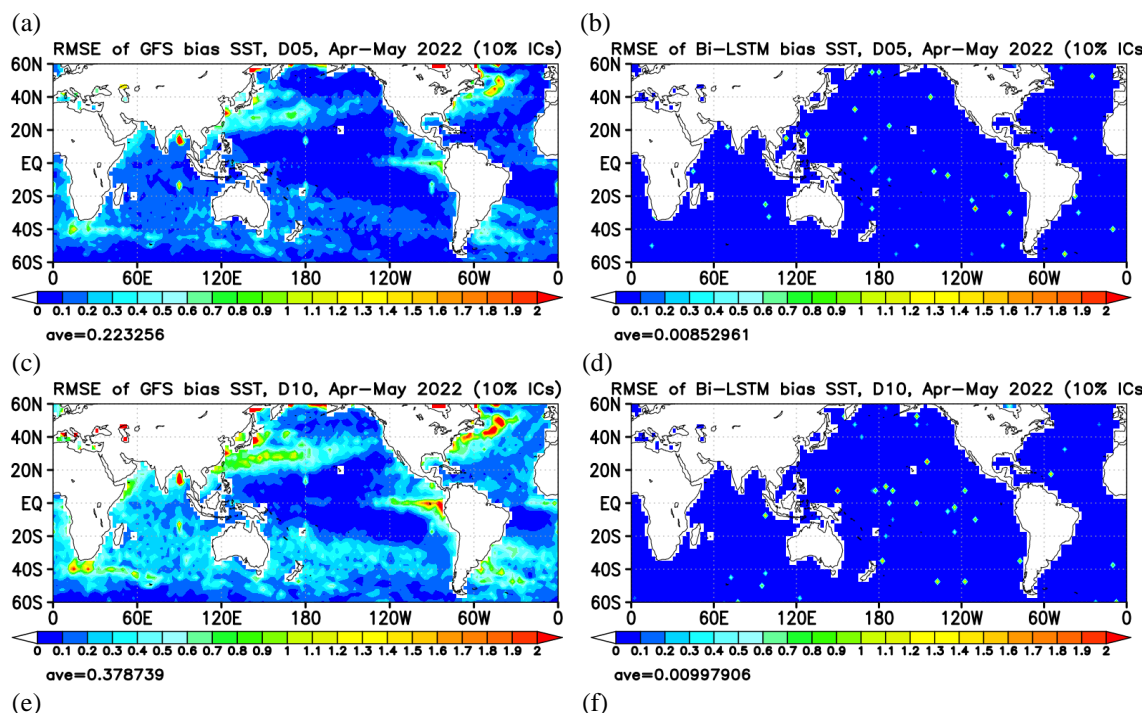 (a)
RMSE of GFS bias SST, D05, Apr-May 2022 (10% ICs)
60N
40N
20N
EQ
20S
40S
60S
0 60E 120E 180 120W 60W 0
0 0.1 0.2 0.3 0.4 0.5 0.6 0.7 0.8 0.9 1 1.1 1.2 1.3 1.4 1.5 1.6 1.7 1.8 1.9 2
ave=0.223256
(b)
RMSE of Bi-LSTM bias SST, D05, Apr-May 2022 (10% ICs
60N
40N
20N
EQ
20S
40S
60S
0 60E 120E 180 120W 60W 0
0 0.1 0.2 0.3 0.4 0.5 0.6 0.7 0.8 0.9 1 1.1 1.2 1.3 1.4 1.5 1.6 1.7 1.8 1.9 2
ave=0.00852961
(c)
RMSE of GFS bias SST, D10, Apr-May 2022 (10% ICs)
60N
40N
20N
EQ
20S
40S
60S
0 60E 120E 180 120W 60W 0
0 0.1 0.2 0.3 0.4 0.5 0.6 0.7 0.8 0.9 1 1.1 1.2 1.3 1.4 1.5 1.6 1.7 1.8 1.9 2
ave=0.378739
(d)
RMSE of Bi-LSTM bias SST, D10, Apr-May 2022 (10% ICs
60N
40N
20N
EQ
20S
40S
60S
0 60E 120E 180 120W 60W 0
0 0.1 0.2 0.3 0.4 0.5 0.6 0.7 0.8 0.9 1 1.1 1.2 1.3 1.4 1.5 1.6 1.7 1.8 1.9 2
ave=0.00997906
(e)
(f)